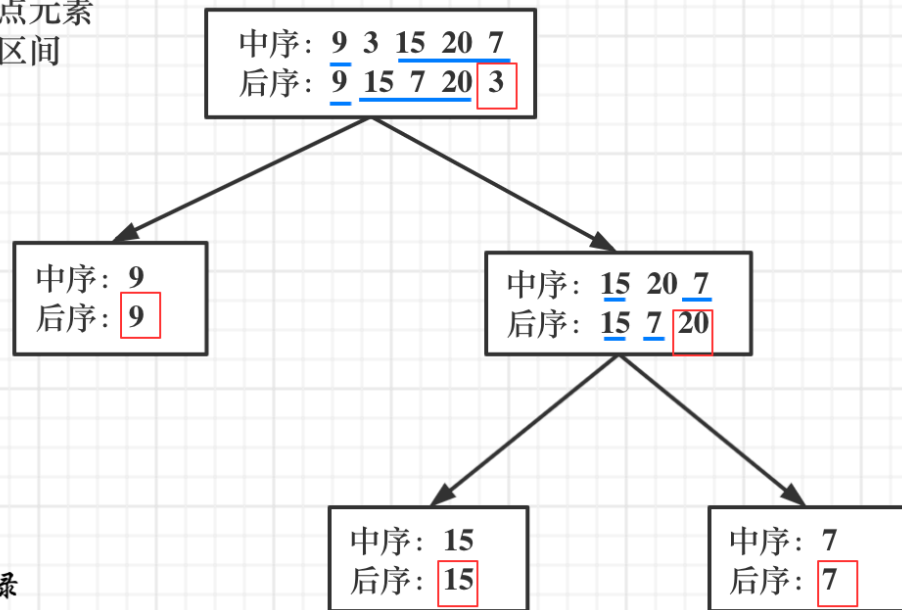 点元素
区间
中序: 9 3 15 20 7
后序: 9 15 7 20 3
中序: 9
后序: 9
中序: 15 20 7
后序: 15 7 20
中序: 15
后序: 15
中序: 7
后序: 7
录